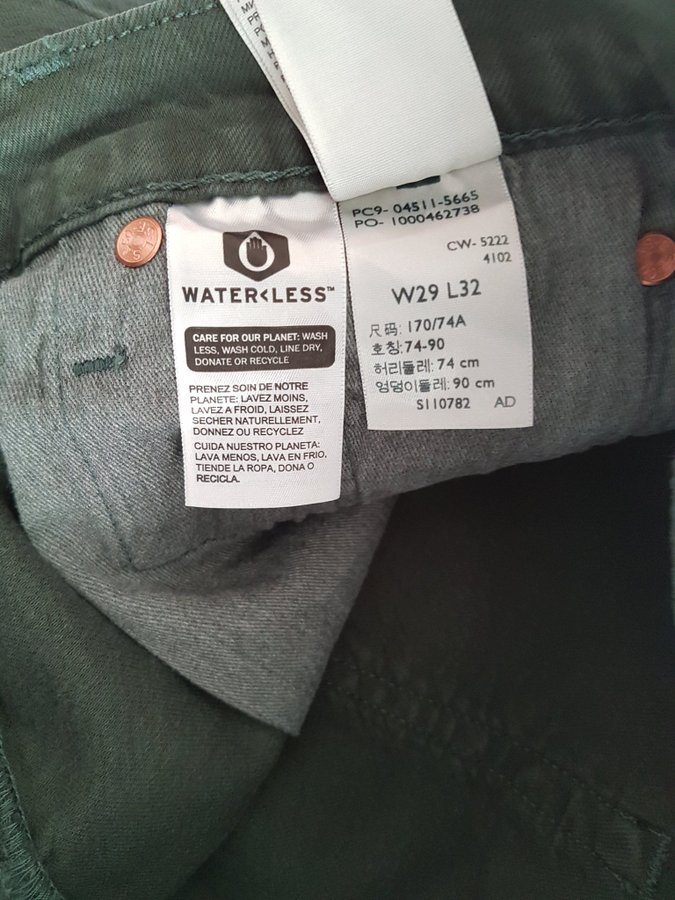 WATER<LESS™
CARE FOR OUR PLANET: WASH
LESS, WASH COLD, LINE DRY,
DONATE OR RECYCLE
PRENEZ SOIN DE NOTRE
PLANETE: LAVEZ MOINS,
LAVEZ A FROID, LAISSEZ
SECHER NATURELLEMENT,
DONNEZ OU RECYCLEZ
CUIDA NUESTRO PLANETA:
LAVA MENOS, LAVA EN FRIO.
TIENDE LA ROPA, DONA O
RECICLA.
PC9- 04511-5665
PO- 1000462738
CW- 5222
4102
W29 L32
尺码: 170/74A
호칭:74-90
허리둘레: 74 cm
엉덩이둘레: 90 cm
S110782 AD